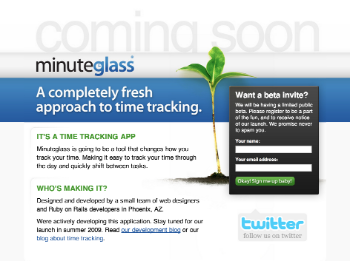 coming soon
minuteglass
A completely fresh
approach to time tracking.
Want a beta invite?
We will be having a limited public
beta. Please register to be a part
of the fun, and to receive notice
of our launch. We promise never
to spam you.
Your name:
Your email address:
Okay! Sign me up baby!
IT'S A TIME TRACKING APP
Minuteglass is going to be a tool that changes how you
track your time. Making it easy to track your time through
the day and quickly shift between tasks.
WHO'S MAKING IT?
Designed and developed by a small team of web designers
and Ruby on Rails developers in Phoenix, AZ.
We're actively developing this application. Stay tuned for our
launch in summer 2009. Read our development blog or our
blog about time tracking.
twitter
follow us on twitter